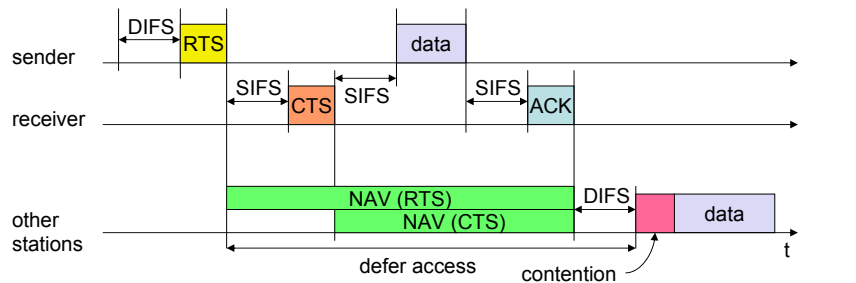 DIFS
RTS
data
sender
SIFS
CTS
SIFS
SIFS
ACK
receiver
NAV (RTS)
DIFS
NAV (CTS)
data
other
stations
t
defer access
contention